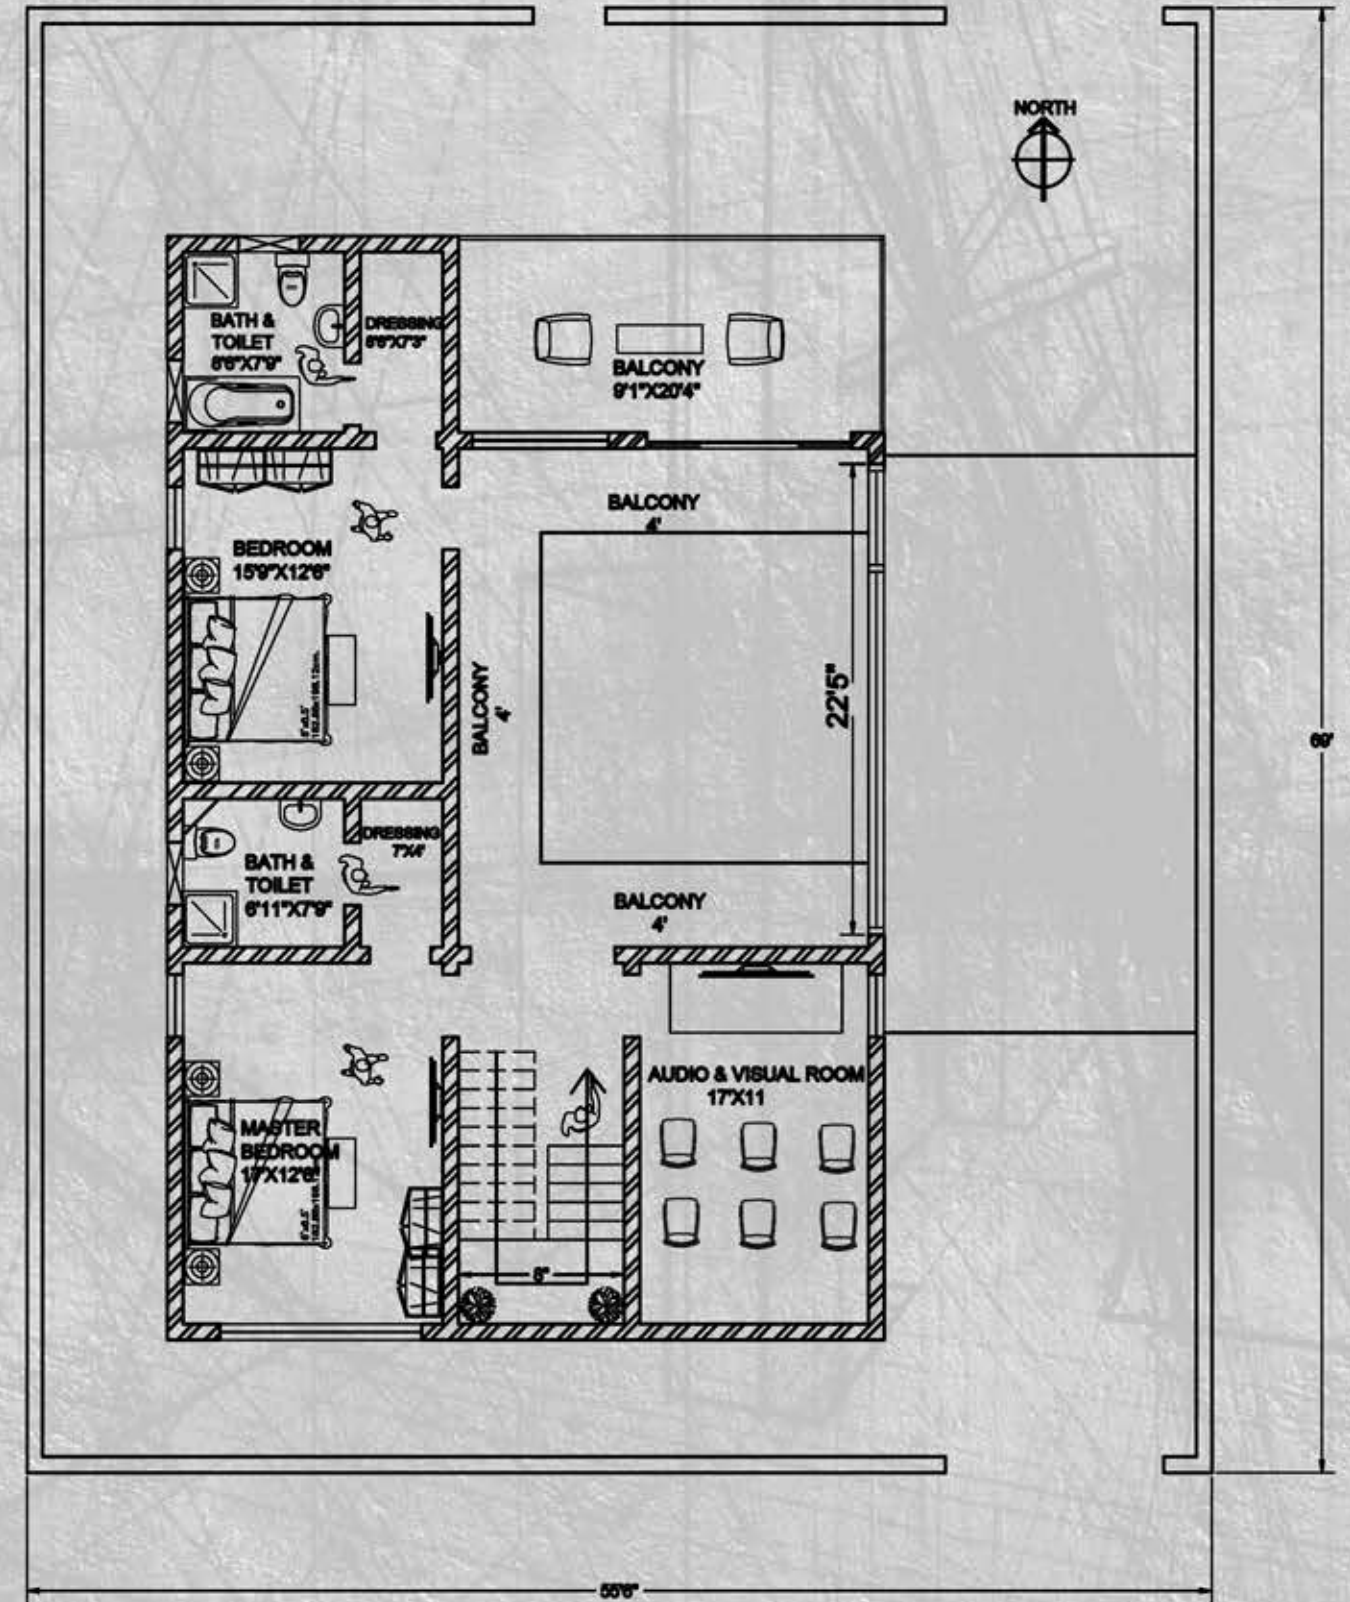 NORTH
BATH &
TOILET
8'6"X7'9"
DRESSING
8'6"X7'3"
BALCONY
9'1"X20'4"
BALCONY
4'
BEDROOM
15'9"X12'6"
BALCONY
4'
22'5"
69'
DRESSING
7'X4'
BATH &
TOILET
6'11"X7'9"
BALCONY
4'
AUDIO & VISUAL ROOM
17'X11
MASTER
BEDROOM
17'X12'6"
8"
55'6"